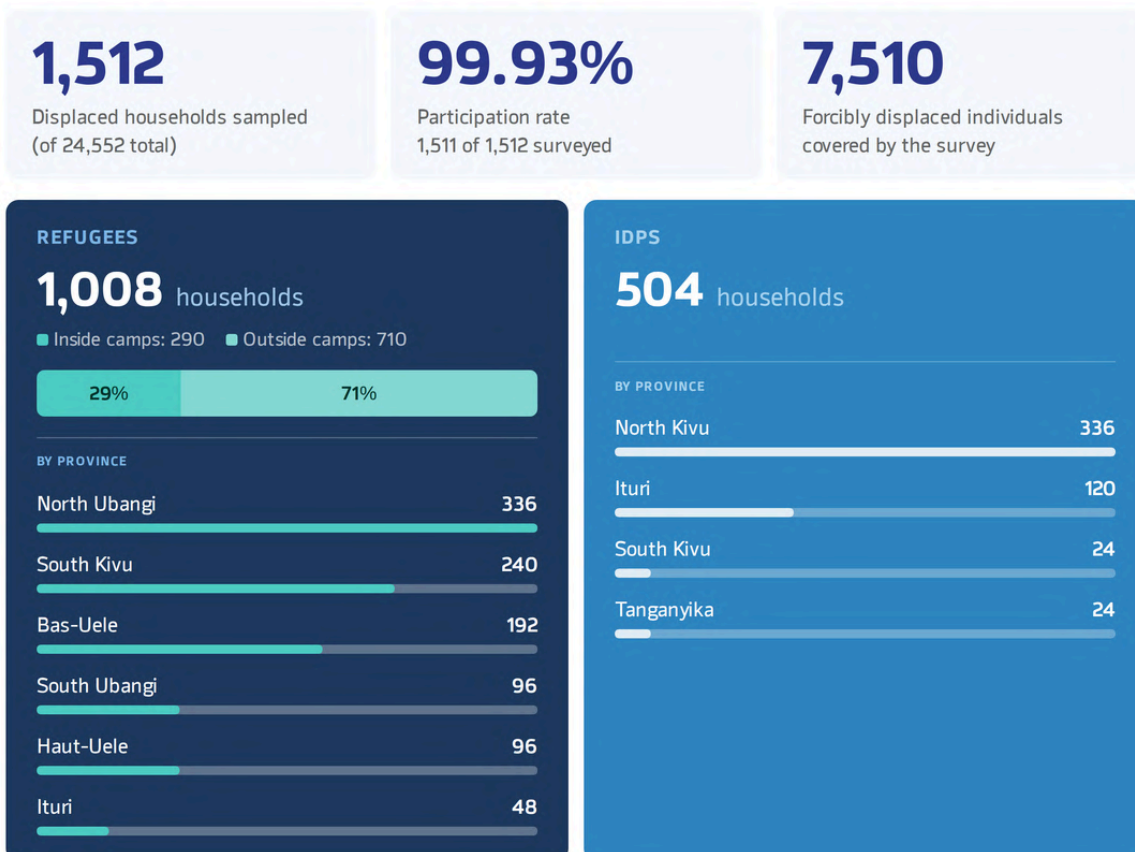 1,512
Displaced households sampled
(of 24,552 total)
99.93%
Participation rate
1,511 of 1,512 surveyed
7,510
Forcibly displaced individuals
covered by the survey
REFUGEES
1,008 households
Inside camps: 290 Outside camps: 710
29% 71%
BY PROVINCE
North Ubangi 336
South Kivu 240
Bas-Uele 192
South Ubangi 96
Haut-Uele 96
Ituri 48
IDPS
504 households
BY PROVINCE
North Kivu 336
Ituri 120
South Kivu 24
Tanganyika 24